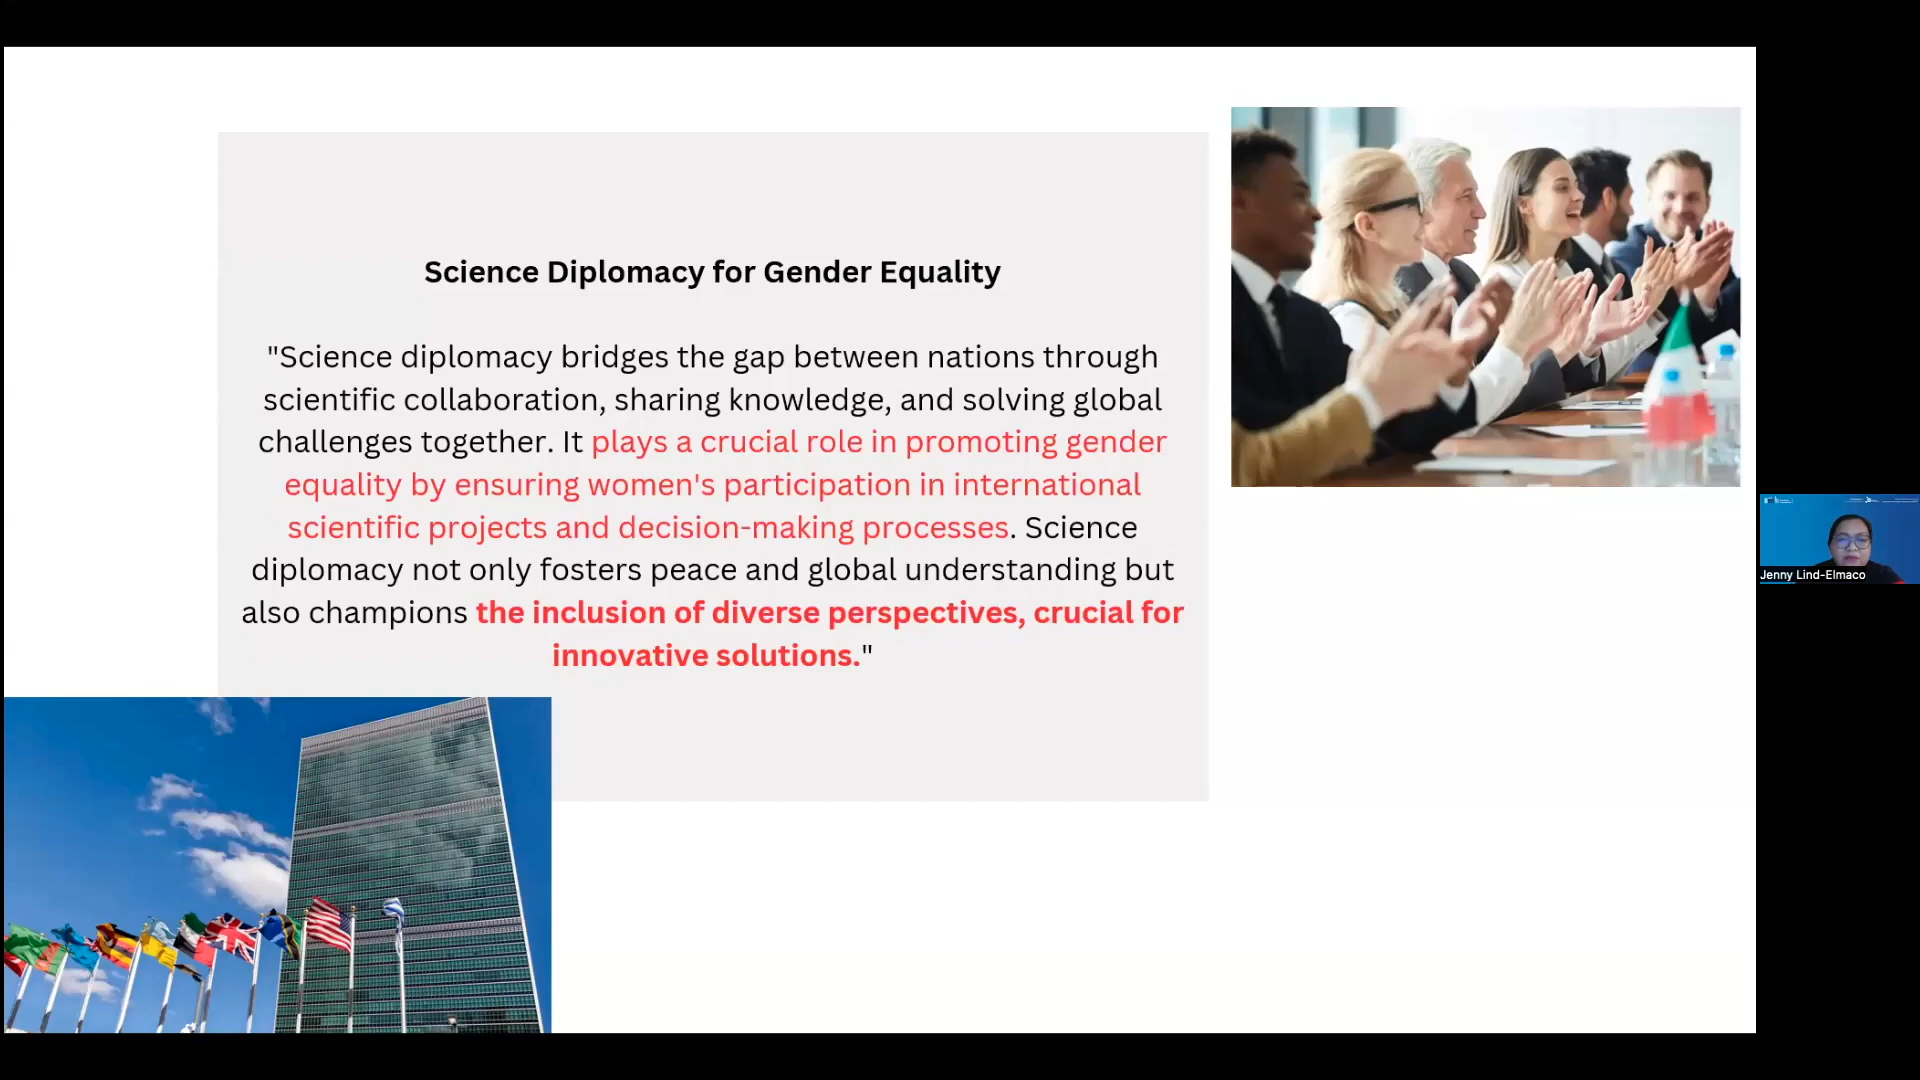 Science Diplomacy for Gender Equality
"Science diplomacy bridges the gap between nations through
scientific collaboration, sharing knowledge, and solving global
challenges together. It plays a crucial role in promoting gender
equality by ensuring women's participation in international
scientific projects and decision-making processes. Science
diplomacy not only fosters peace and global understanding but
also champions the inclusion of diverse perspectives, crucial for
innovative solutions."
Jenny Lind-Elmaco